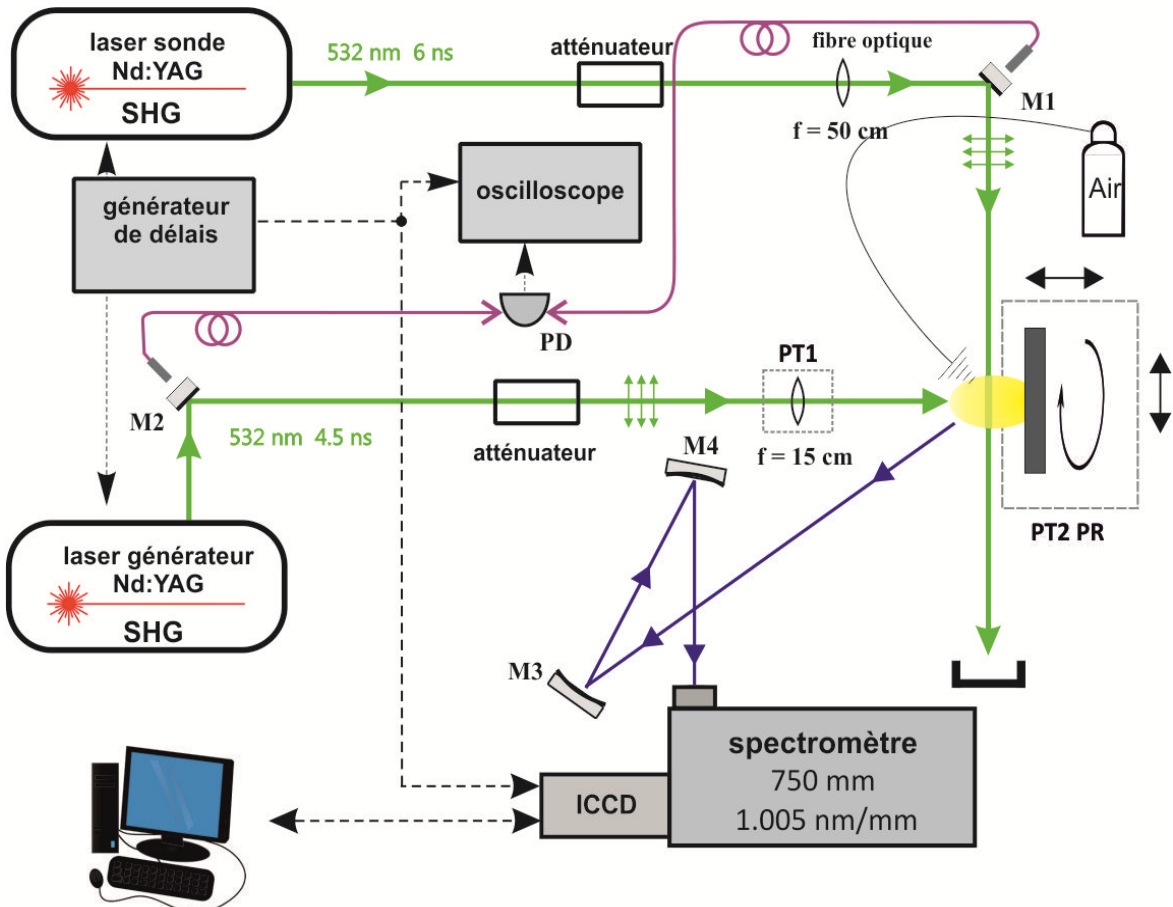 laser sonde
Nd:YAG
SHG
532 nm 6 ns
atténuateur
fibre optique
f = 50 cm
M1
Air
générateur
de délais
oscilloscope
PD
M2
532 nm 4.5 ns
atténuateur
PT1
f = 15 cm
M4
PT2 PR
laser générateur
Nd:YAG
SHG
M3
spectromètre
750 mm
1.005 nm/mm
ICCD